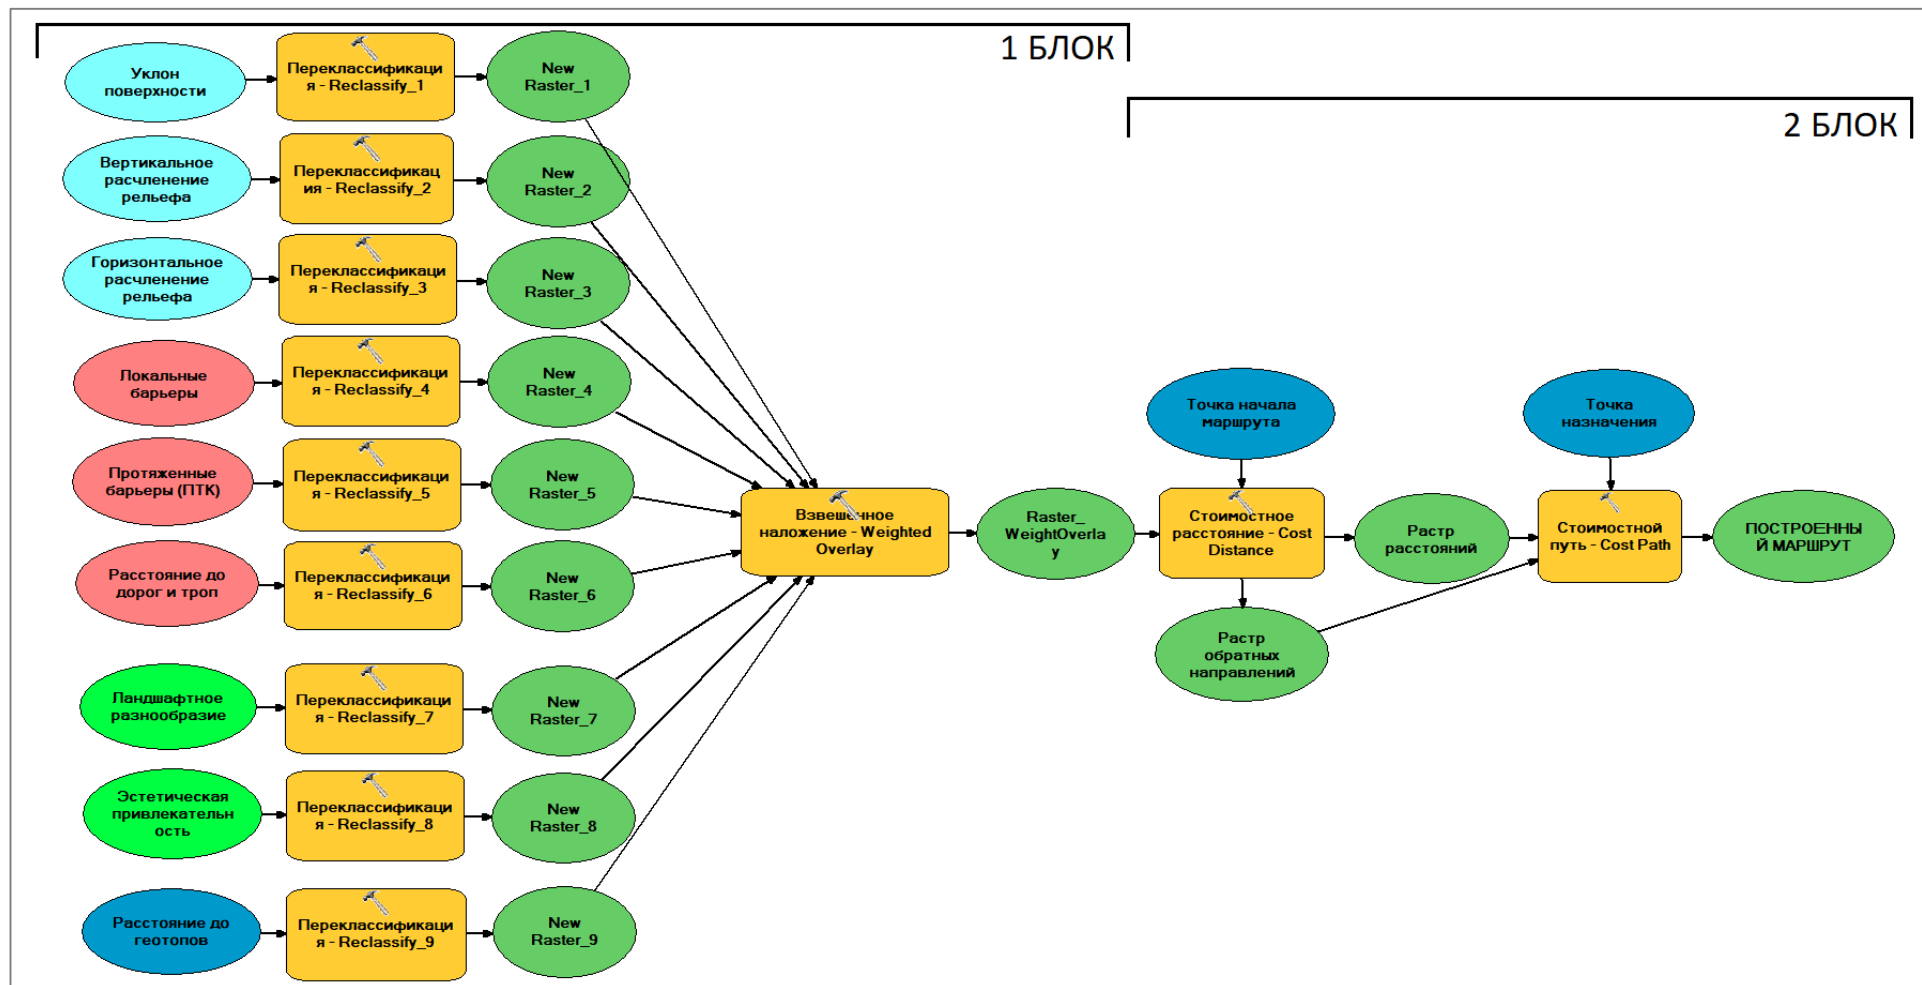 1 БЛОК
2 БЛОК
Уклон
поверхности
Переклассификаци
я - Reclassify_1
New
Raster_1
Вертикальное
расчленение
рельефа
Переклассификац
ия - Reclassify_2
New
Raster_2
Горизонтальное
расчленение
рельефа
Переклассификаци
я - Reclassify_3
New
Raster_3
Локальные
барьеры
Переклассификаци
я - Reclassify_4
New
Raster_4
Протяженные
барьеры (ПТК)
Переклассификаци
я - Reclassify_5
New
Raster_5
Расстояние до
дорог и троп
Переклассификаци
я - Reclassify_6
New
Raster_6
Ландшафтное
разнообразие
Переклассификаци
я - Reclassify_7
New
Raster_7
Эстетическая
привлекательн
ость
Переклассификаци
я - Reclassify_8
New
Raster_8
Расстояние до
геотопов
Переклассификаци
я - Reclassify_9
New
Raster_9
Взвешенное
наложение - Weighted
Overlay
Raster_
WeightOverla
y
Точка начала
маршрута
Стоимостное
расстояние - Cost
Distance
Растр
расстояний
Растр
обратных
направлений
Точка
назначения
Стоимостной
путь - Cost Path
ПОСТРОЕННЫ
Й МАРШРУТ